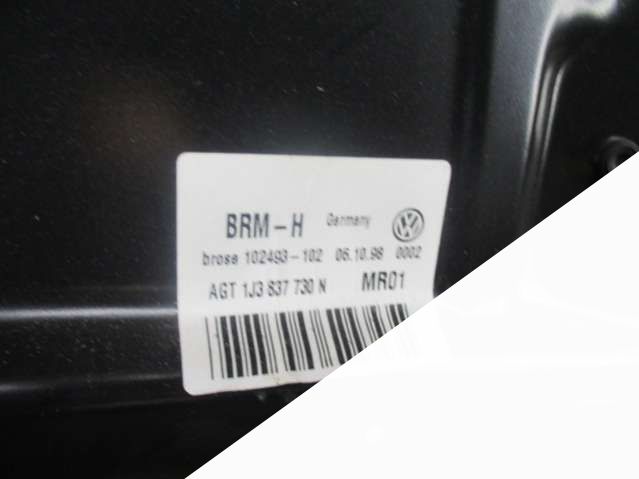 BRM-H Germany
brose 102493-102 06.10.98 0002
AGT 1J3 837 730 N MR01